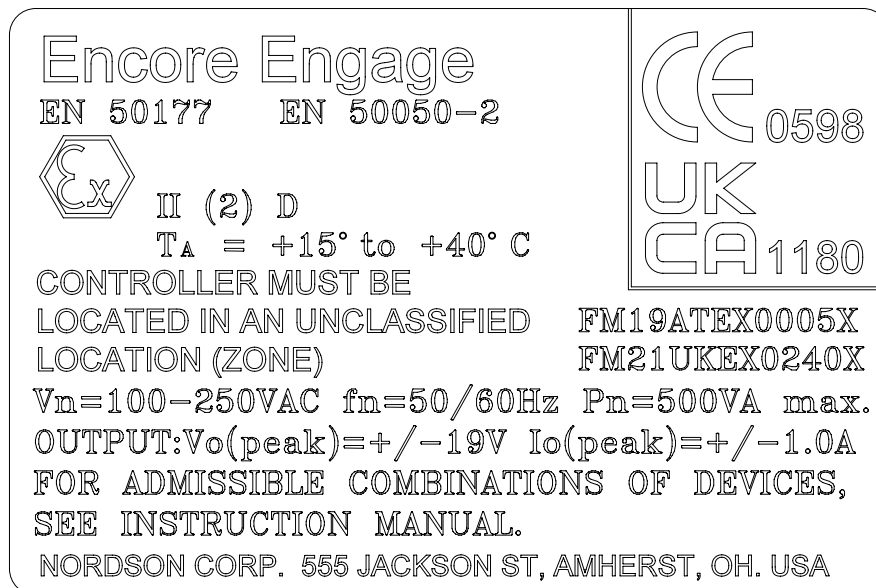 Encore Engage
EN 50177 EN 50050-2
CE 0598
Ex
II (2) D
UK
CA 1180
TA = +15° to +40° C
CONTROLLER MUST BE
LOCATED IN AN UNCLASSIFIED
LOCATION (ZONE)
FM19ATEX0005X
FM21UKEX0240X
Vn=100-250VAC fn=50/60Hz Pn=500VA max.
OUTPUT:Vo(peak)=+/-19V Io(peak)=+/-1.0A
FOR ADMISSIBLE COMBINATIONS OF DEVICES,
SEE INSTRUCTION MANUAL.
NORDSON CORP. 555 JACKSON ST, AMHERST, OH. USA